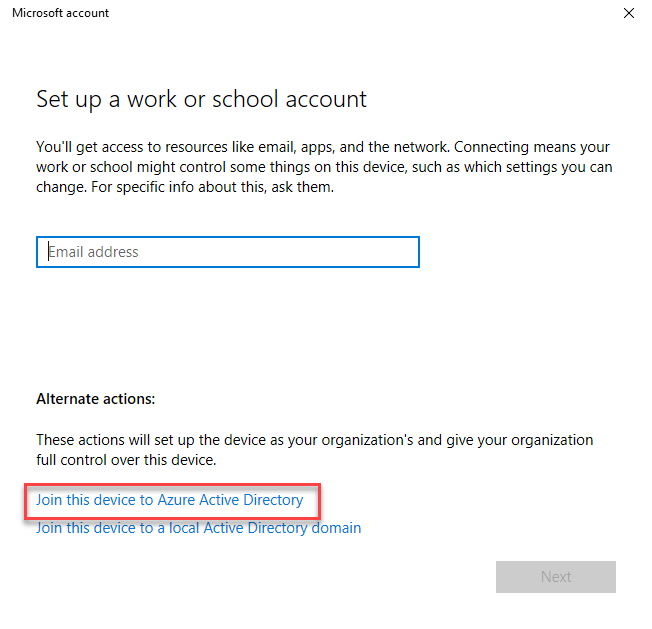 Microsoft account
Set up a work or school account
You'll get access to resources like email, apps, and the network. Connecting means your
work or school might control some things on this device, such as which settings you can
change. For specific info about this, ask them.
Email address
Alternate actions:
These actions will set up the device as your organization's and give your organization
full control over this device.
Join this device to Azure Active Directory
Join this device to a local Active Directory domain
Next